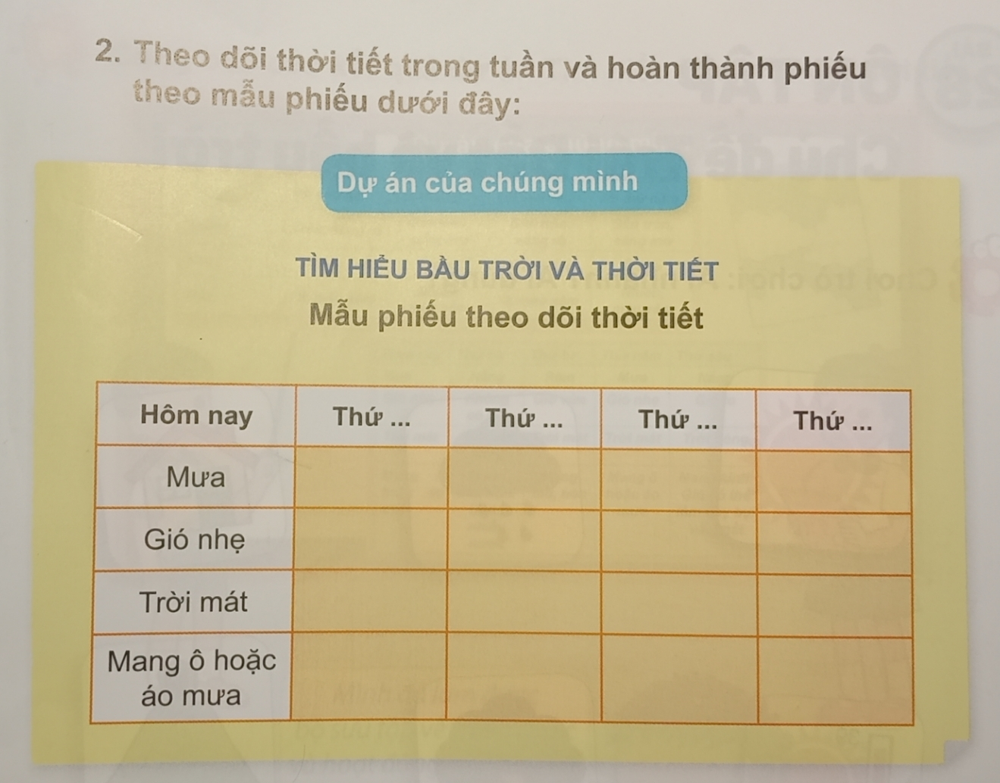 2. Theo dõi thời tiết trong tuần và hoàn thành phiếu
theo mẫu phiếu dưới đây:
Dự án của chúng mình
TÌM HIỂU BẦU TRỜI VÀ THỜI TIẾT
Mẫu phiếu theo dõi thời tiết
Hôm nay Thứ ... Thứ ... Thứ ... Thứ ...
Mưa
Gió nhẹ
Trời mát
Mang ô hoặc
áo mưa